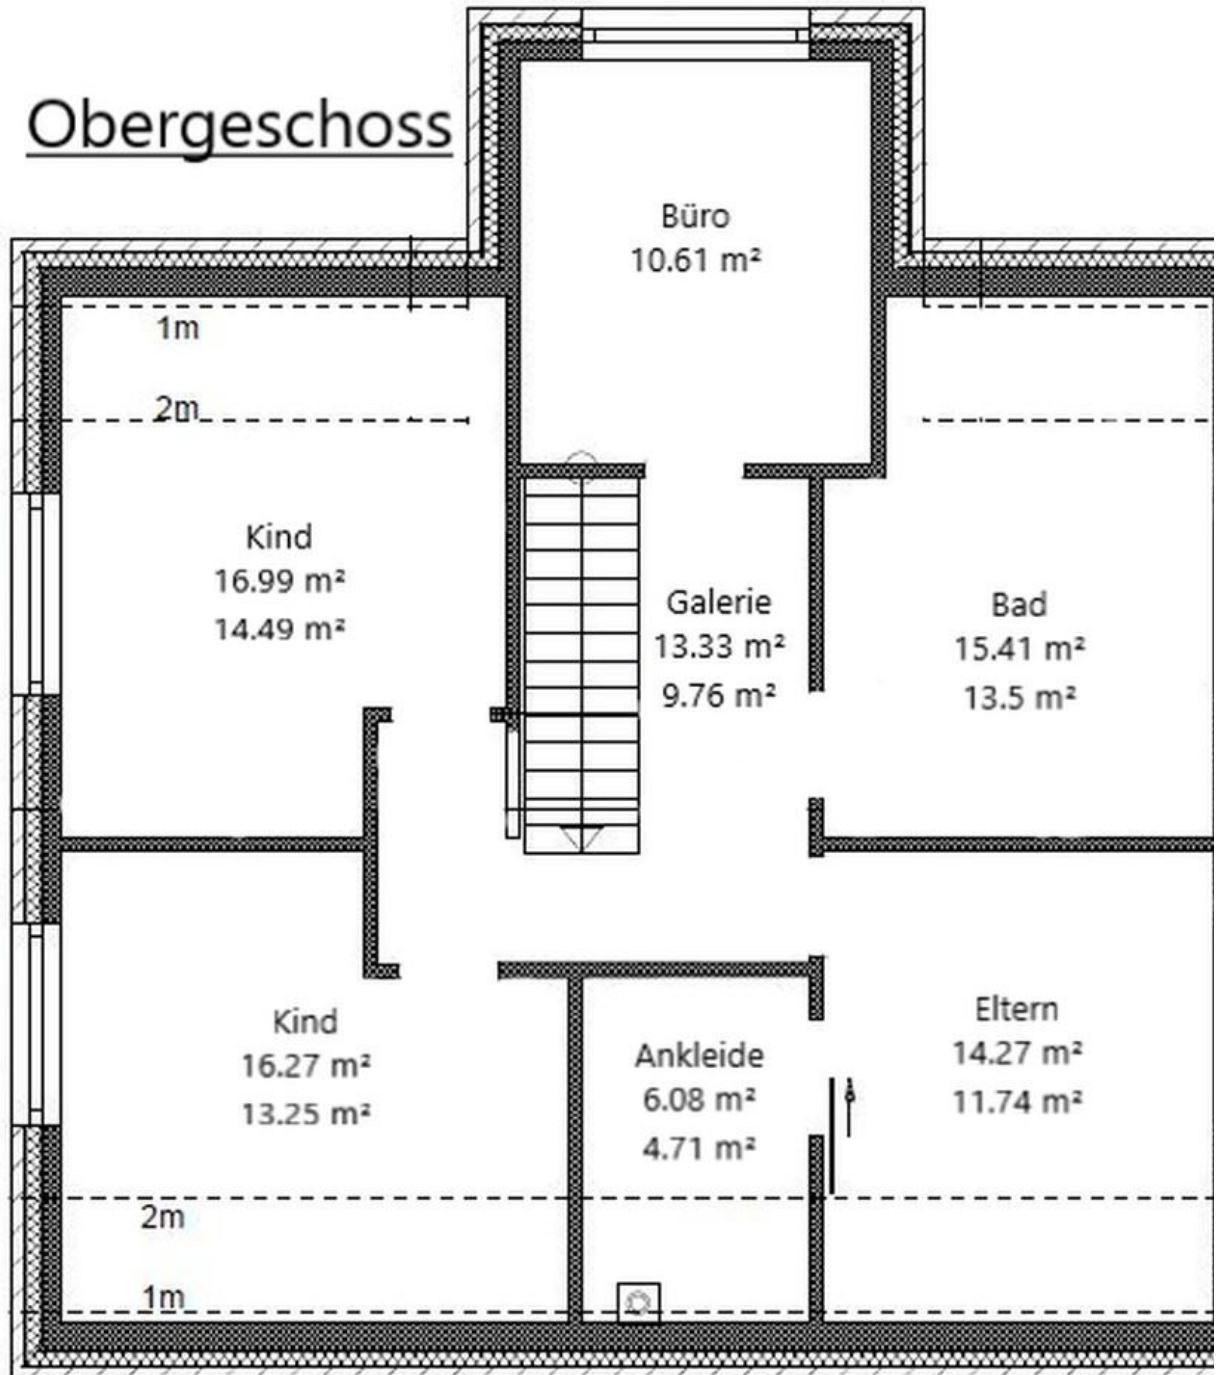 Obergeschoss
Büro
10.61 m²
1m
2m
Kind
16.99 m²
14.49 m²
Galerie
13.33 m²
9.76 m²
Bad
15.41 m²
13.5 m²
Kind
16.27 m²
13.25 m²
Ankleide
6.08 m²
4.71 m²
Eltern
14.27 m²
11.74 m²
2m
1m